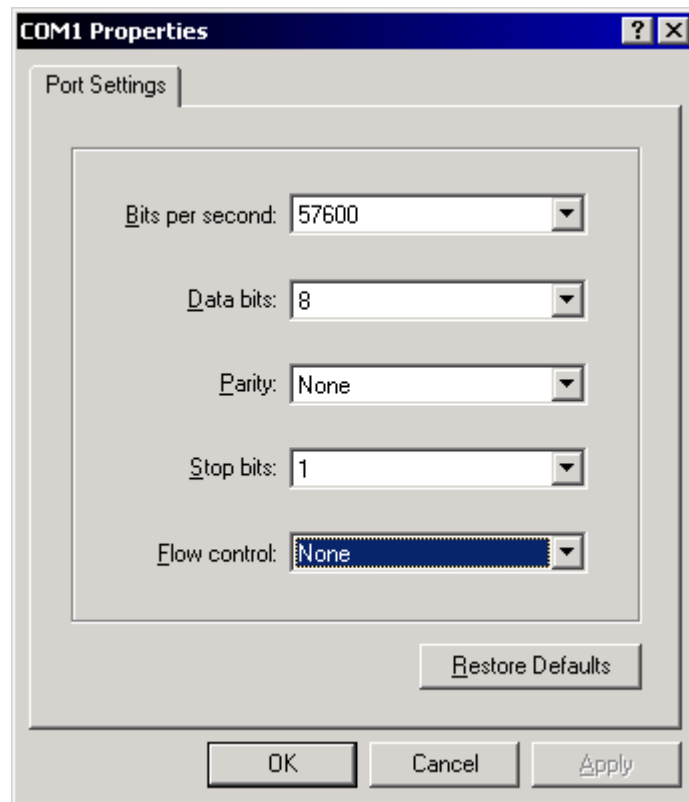 COM1 Properties
Port Settings
Bits per second: 57600
Data bits: 8
Parity: None
Stop bits: 1
Flow control: None
Restore Defaults
OK Cancel Apply